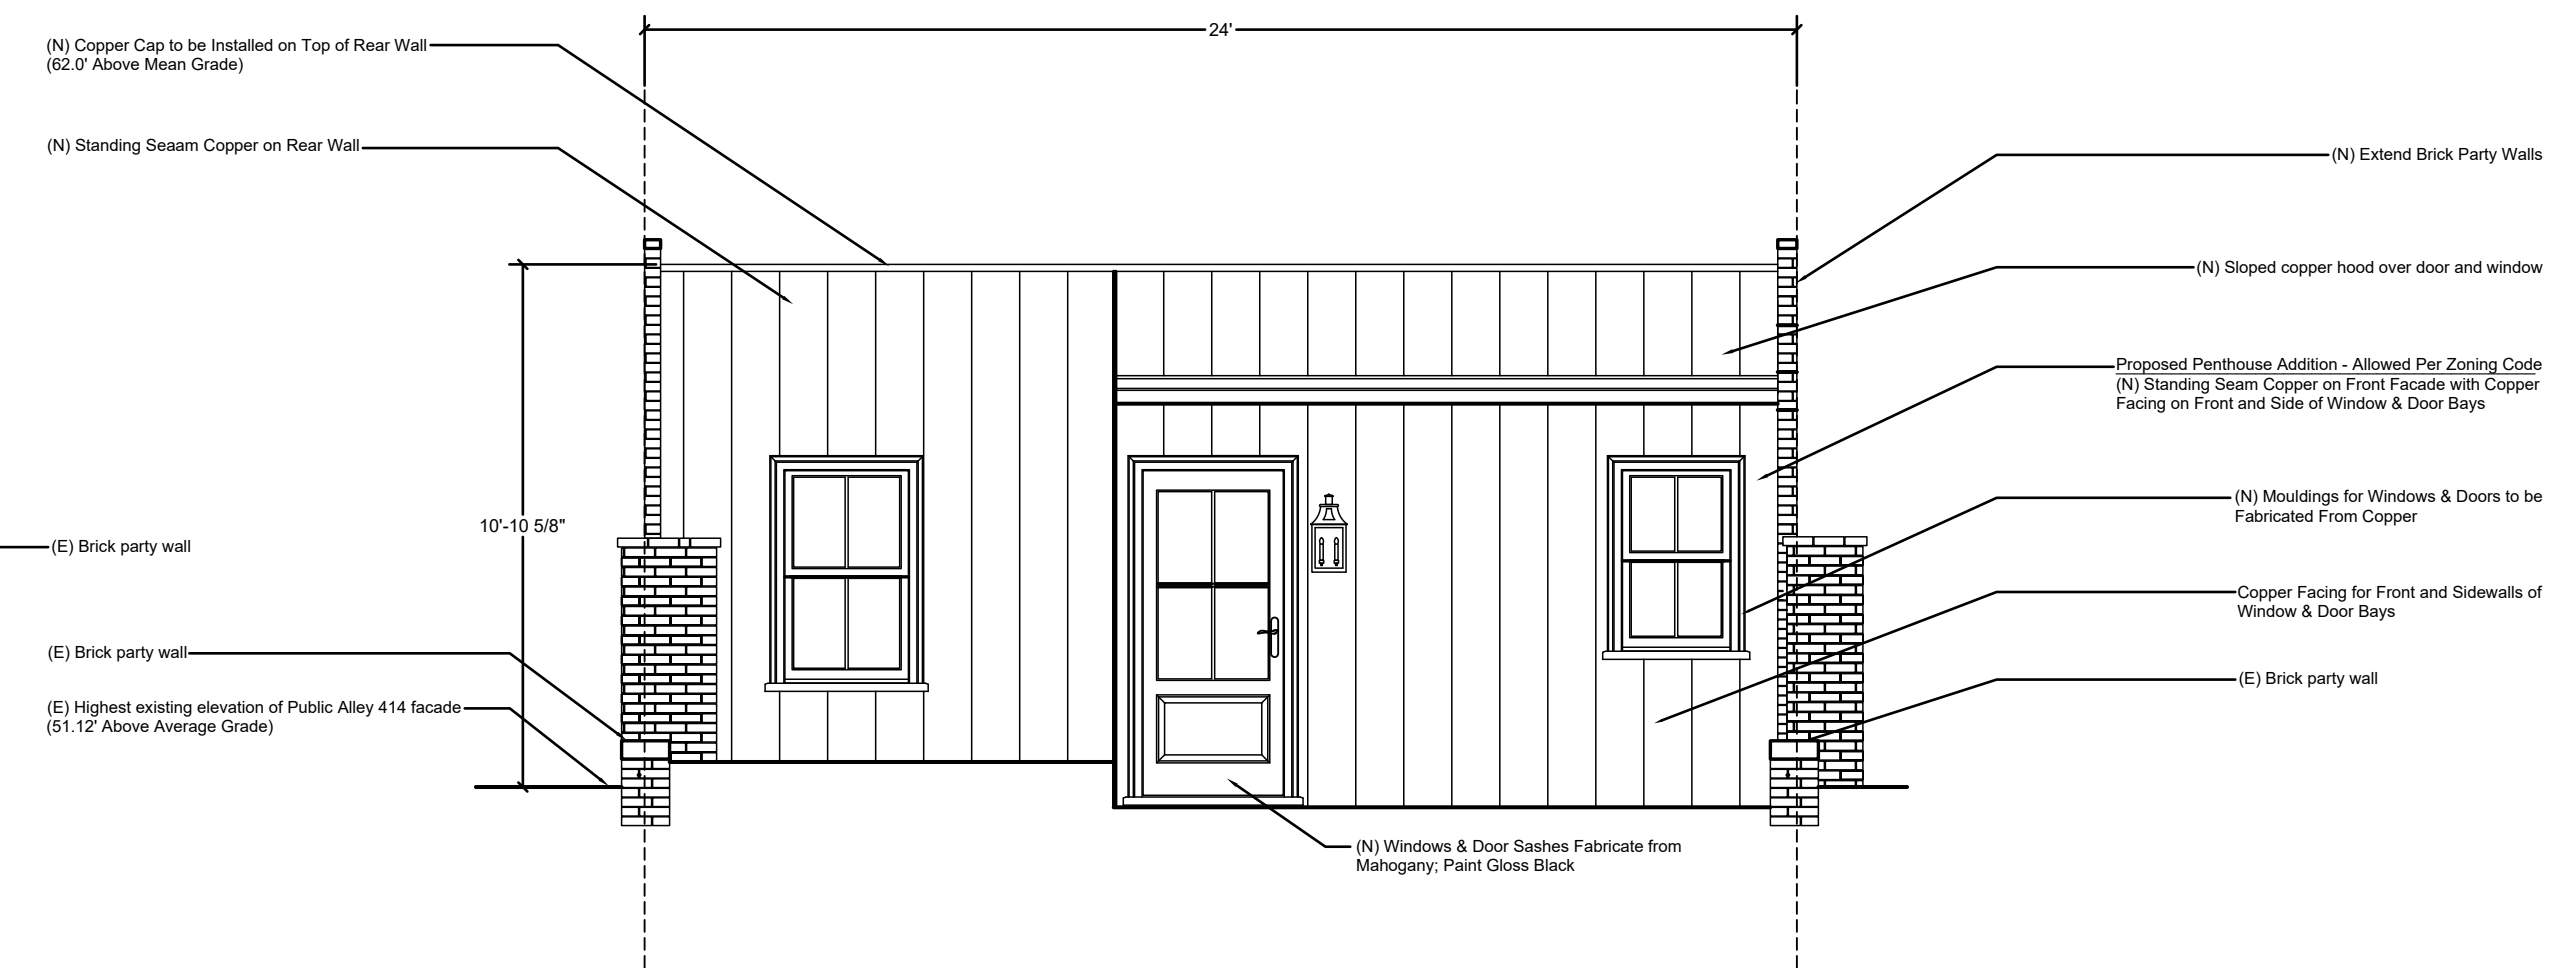 24'
(N) Copper Cap to be Installed on Top of Rear Wall
(62.0' Above Mean Grade)
(N) Standing Seaam Copper on Rear Wall
(N) Extend Brick Party Walls
(N) Sloped copper hood over door and window
Proposed Penthouse Addition - Allowed Per Zoning Code
(N) Standing Seam Copper on Front Facade with Copper
Facing on Front and Side of Window & Door Bays
(N) Mouldings for Windows & Doors to be
Fabricated From Copper
10'-10 5/8"
(E) Brick party wall
Copper Facing for Front and Sidewalls of
Window & Door Bays
(E) Brick party wall
(E) Brick party wall
(E) Highest existing elevation of Public Alley 414 facade
(51.12' Above Average Grade)
(N) Windows & Door Sashes Fabricate from
Mahogany; Paint Gloss Black